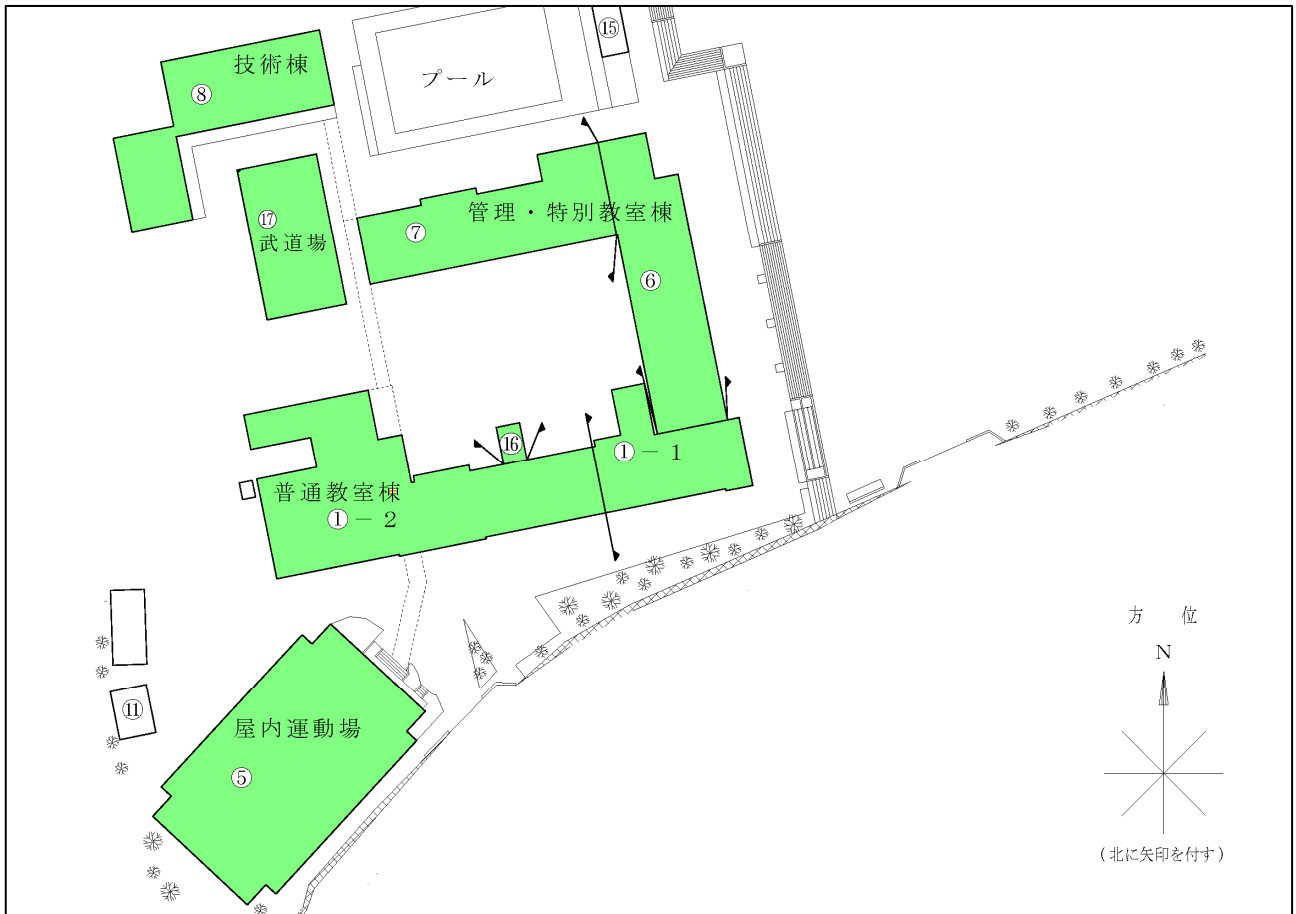 ⑮
技術棟
プール
⑧
管理・特別教室棟
⑰
武道場
⑦
⑥
⑯
①－1
普通教室棟
①－2
方　位
N
⑪
屋内運動場
⑤
(北に矢印を付す)